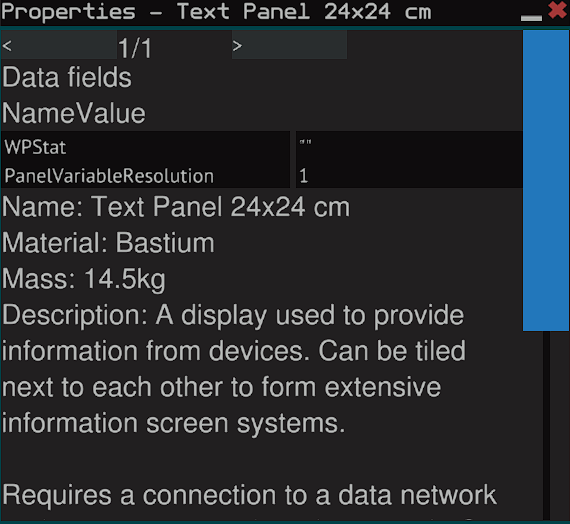 Properties - Text Panel 24x24 cm
< 1/1 >
Data fields
NameValue
WPStat ""
PanelVariableResolution 1
Name: Text Panel 24x24 cm
Material: Bastium
Mass: 14.5kg
Description: A display used to provide
information from devices. Can be tiled
next to each other to form extensive
information screen systems.
Requires a connection to a data network